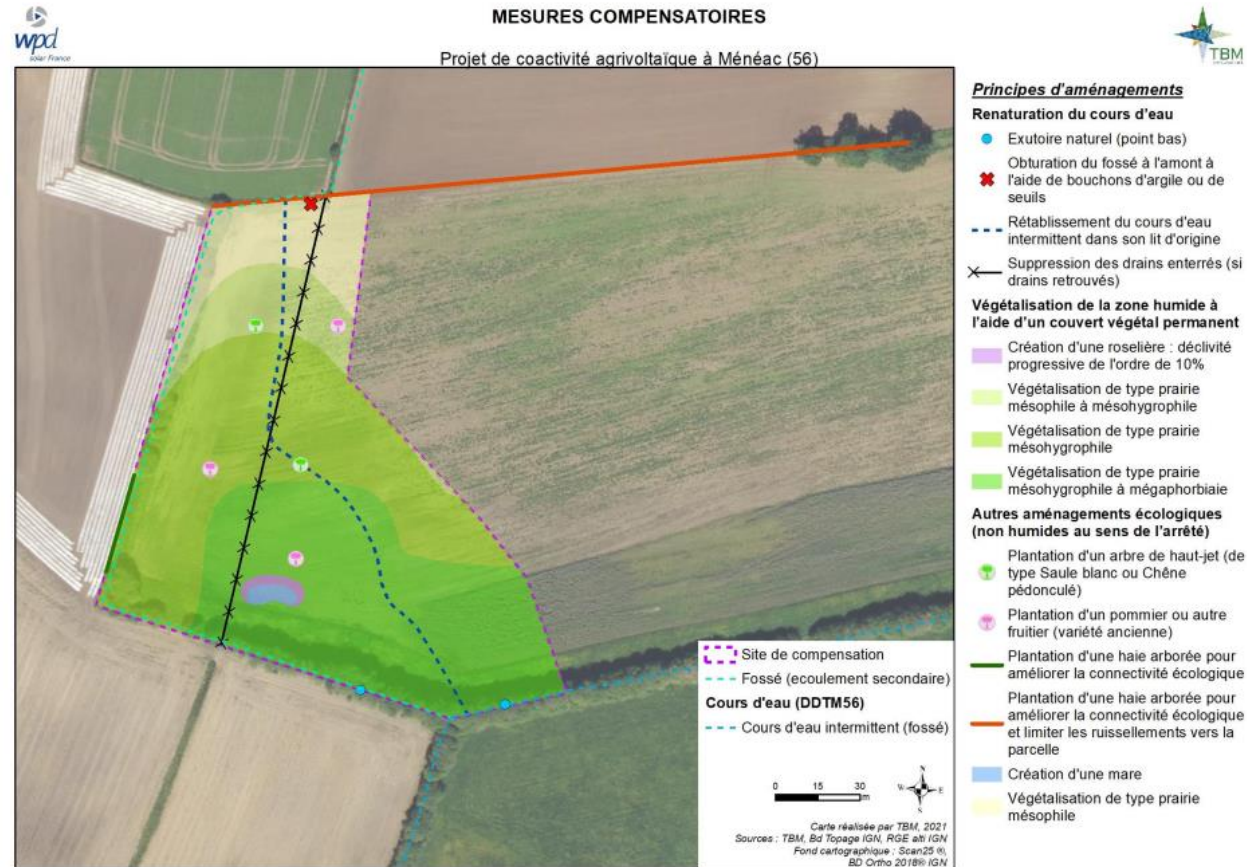 wpd
solar France
MESURES COMPENSATOIRES
Projet de coactivité agrivoltaïque à Ménéac (56)
TBM
Principes d'aménagements
Renaturation du cours d'eau
Exutoire naturel (point bas)
Obturation du fossé à l'amont à
l'aide de bouchons d'argile ou de
seuils
Rétablissement du cours d'eau
intermittent dans son lit d'origine
Suppression des drains enterrés (si
drains retrouvés)
Végétalisation de la zone humide à
l'aide d'un couvert végétal permanent
Création d'une roselière : déclivité
progressive de l'ordre de 10%
Végétalisation de type prairie
mésophile à mésohygrophile
Végétalisation de type prairie
mésohygrophile
Végétalisation de type prairie
mésohygrophile à mégaphorbiaie
Autres aménagements écologiques
(non humides au sens de l'arrêté)
Plantation d'un arbre de haut-jet (de
type Saule blanc ou Chêne
pédonculé)
Plantation d'un pommier ou autre
fruitier (variété ancienne)
Plantation d'une haie arborée pour
améliorer la connectivité écologique
Plantation d'une haie arborée pour
améliorer la connectivité écologique
et limiter les ruissellements vers la
parcelle
Création d'une mare
Végétalisation de type prairie
mésophile
Site de compensation
Fossé (ecoulement secondaire)
Cours d'eau (DDTM56)
Cours d'eau intermittent (fossé)
0 15 30
m
N
W E
S
Carte réalisée par TBM, 2021
Sources : TBM, Bd Topage IGN, RGE alti IGN
Fond cartographique : Scan25 ®,
BD Ortho 2018® IGN